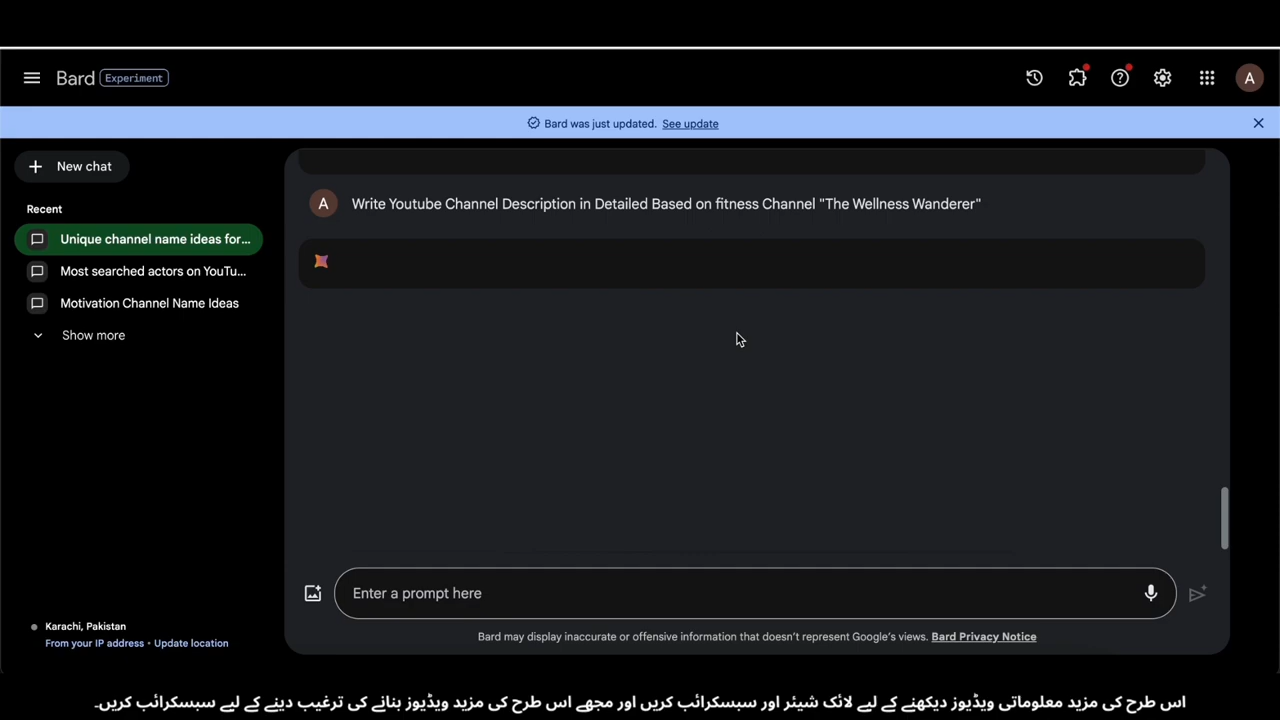 Bard Experiment
A
Bard was just updated. See update
New chat
Recent
Unique channel name ideas for...
Most searched actors on YouTu...
Motivation Channel Name Ideas
Show more
A Write Youtube Channel Description in Detailed Based on fitness Channel "The Wellness Wanderer"
Enter a prompt here
Bard may display inaccurate or offensive information that doesn't represent Google's views. Bard Privacy Notice
Karachi, Pakistan
From your IP address • Update location
اس طرح کی مزید معلوماتی ویڈیوز دیکھنے کے لیے لائک شیئر اور سبسکرائب کریں اور مجھے اس طرح کی مزید ویڈیوز بنانے کی ترغیب دینے کے لیے سبسکرائب کریں۔